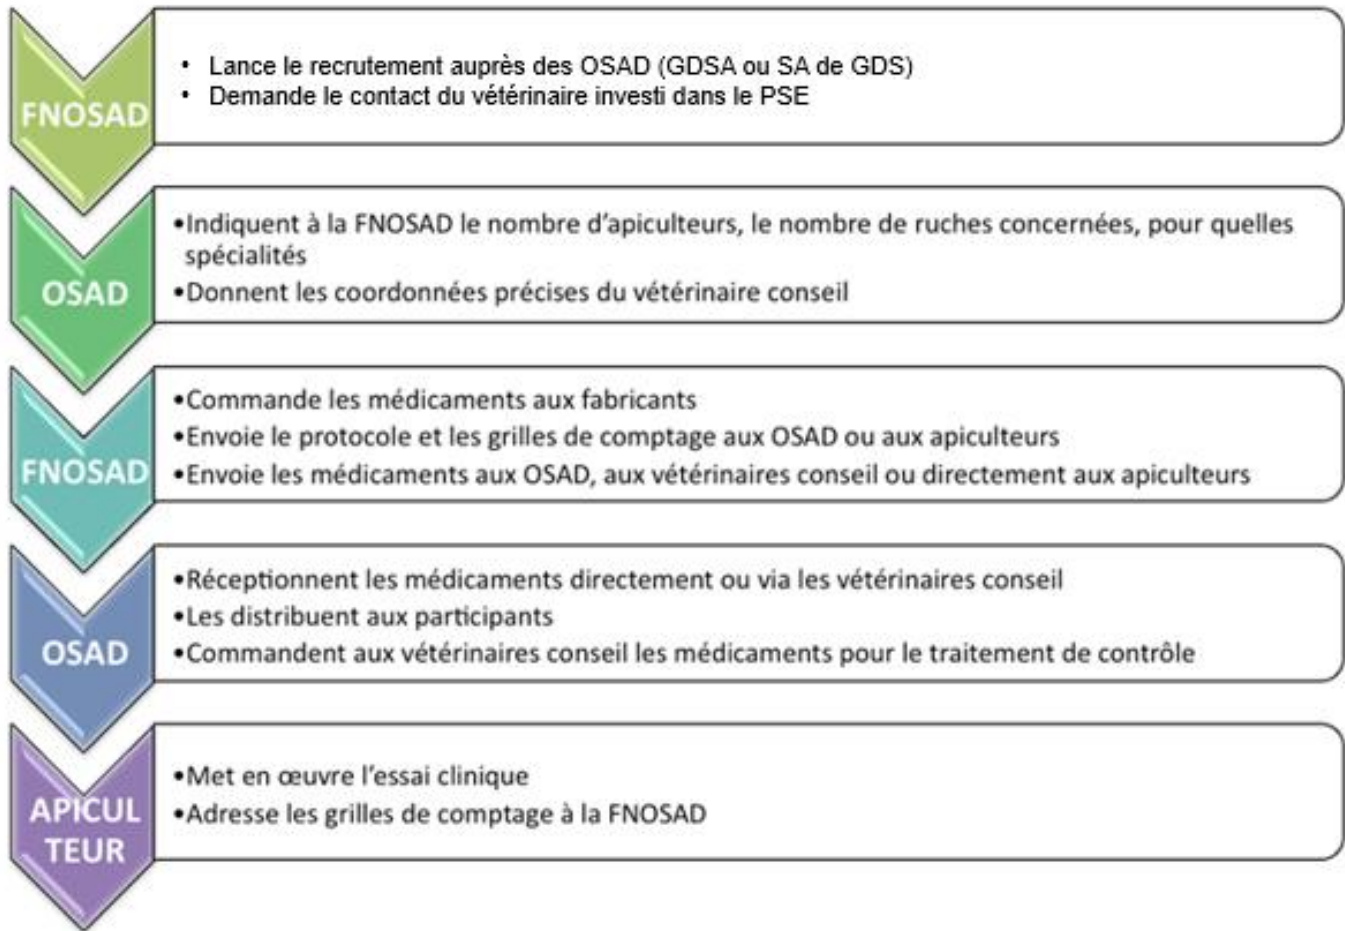 FNOSAD
• Lance le recrutement auprès des OSAD (GDSA ou SA de GDS)
• Demande le contact du vétérinaire investi dans le PSE
OSAD
•Indiquent à la FNOSAD le nombre d'apiculteurs, le nombre de ruches concernées, pour quelles
spécialités
•Donnent les coordonnées précises du vétérinaire conseil
FNOSAD
•Commande les médicaments aux fabricants
•Envoie le protocole et les grilles de comptage aux OSAD ou aux apiculteurs
•Envoie les médicaments aux OSAD, aux vétérinaires conseil ou directement aux apiculteurs
OSAD
•Réceptionnent les médicaments directement ou via les vétérinaires conseil
•Les distribuent aux participants
•Commandent aux vétérinaires conseil les médicaments pour le traitement de contrôle
APICUL
TEUR
•Met en œuvre l'essai clinique
•Adresse les grilles de comptage à la FNOSAD